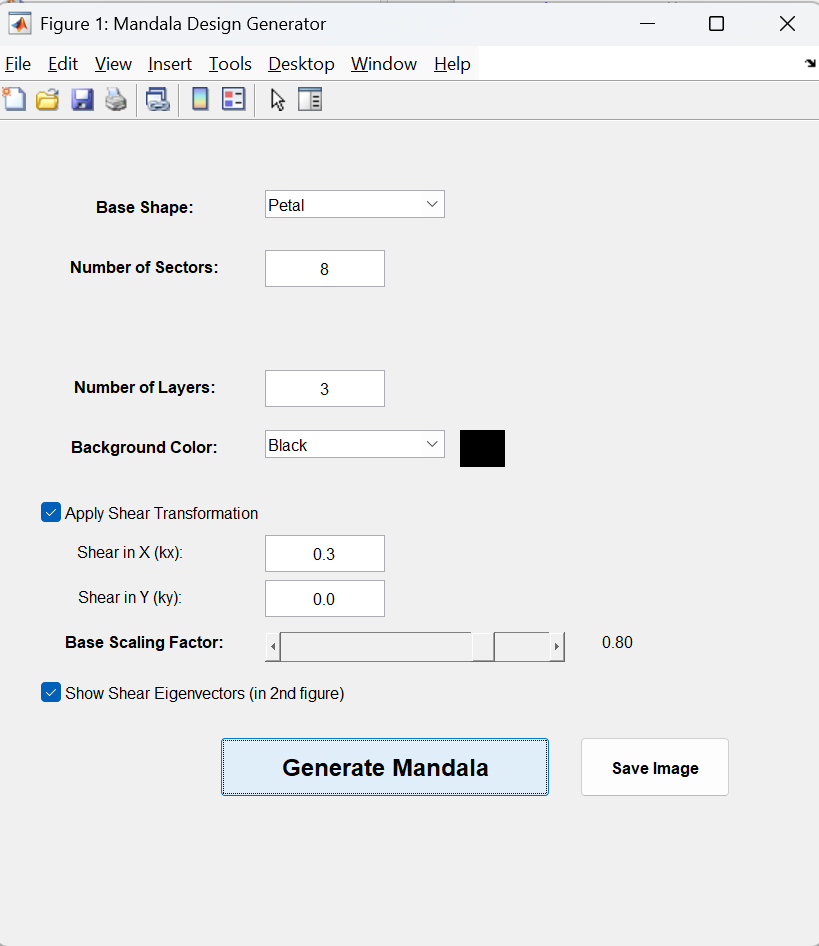 Figure 1: Mandala Design Generator
File Edit View Insert Tools Desktop Window Help
Base Shape: Petal
Number of Sectors: 8
Number of Layers: 3
Background Color: Black
Apply Shear Transformation
Shear in X (kx): 0.3
Shear in Y (ky): 0.0
Base Scaling Factor: 0.80
Show Shear Eigenvectors (in 2nd figure)
Generate Mandala Save Image